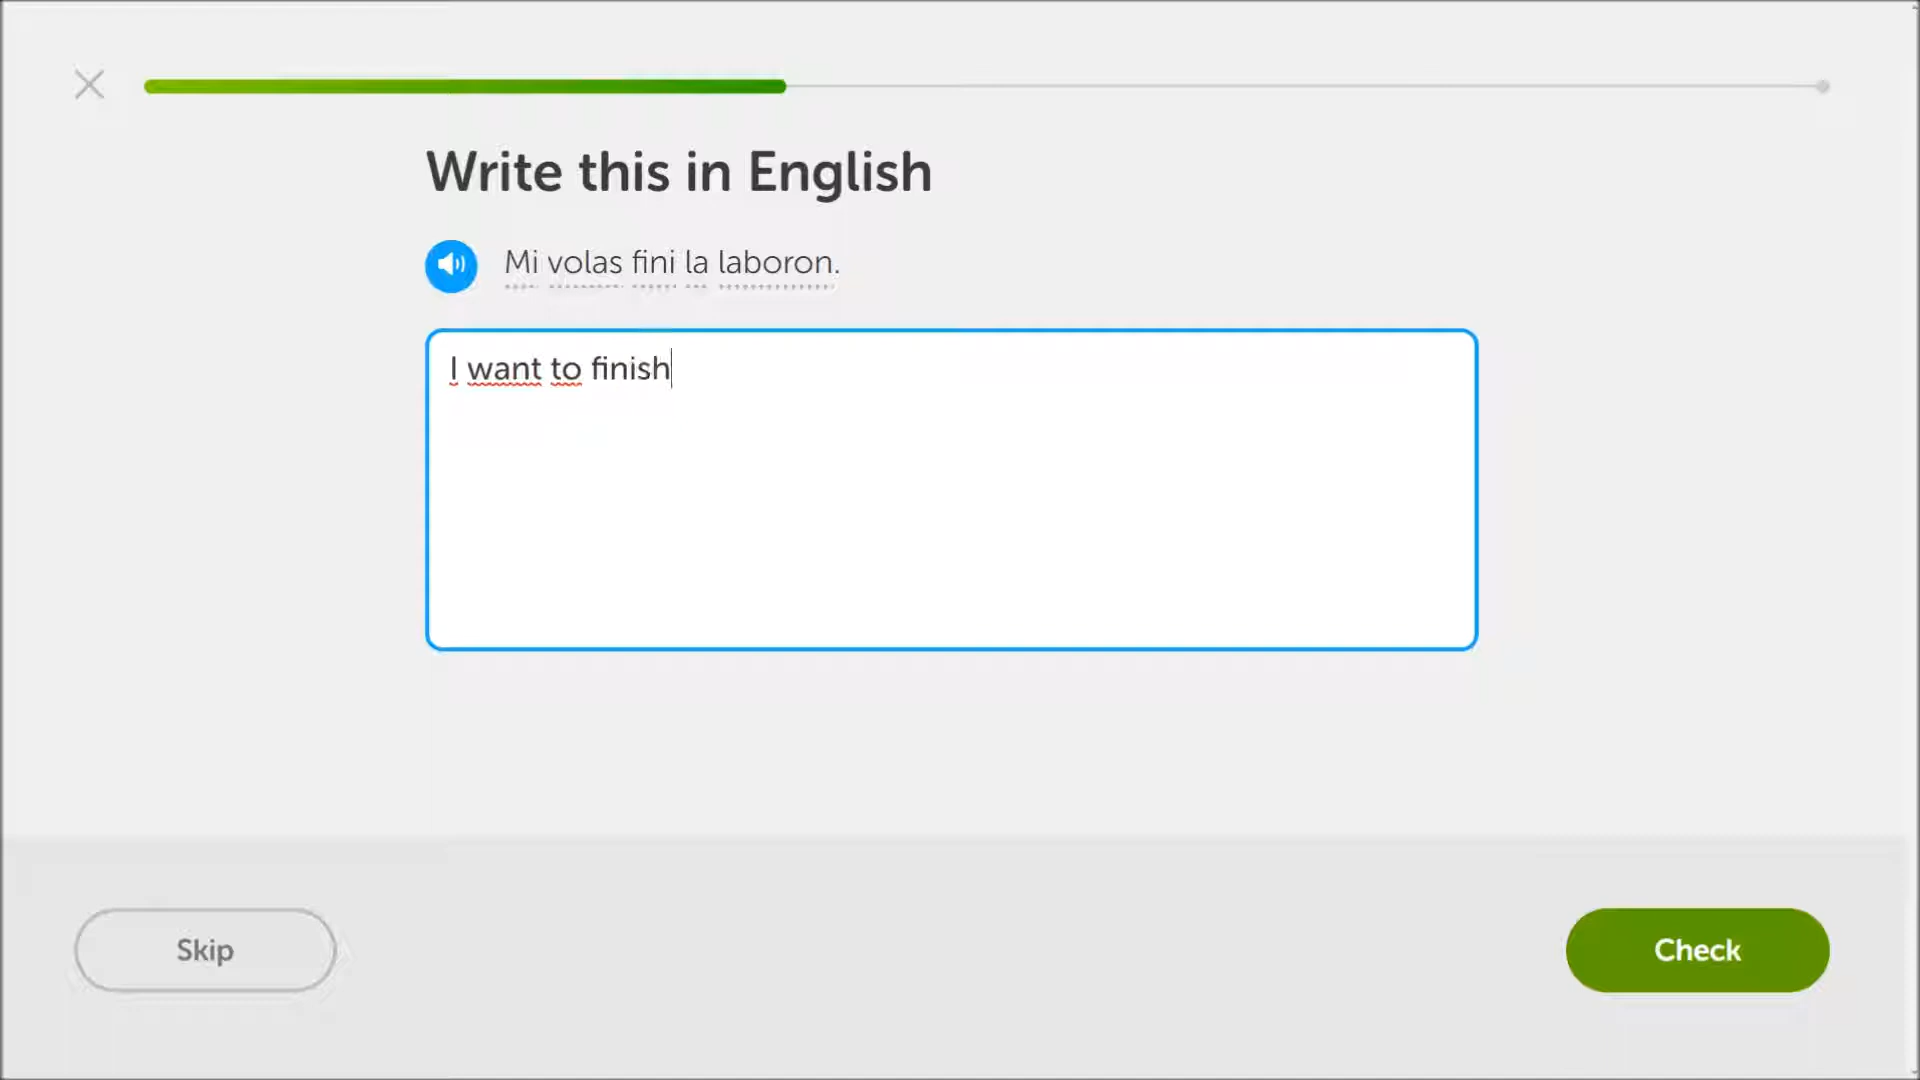 Write this in English
Mi volas fini la laboron.
I want to finish
Skip
Check